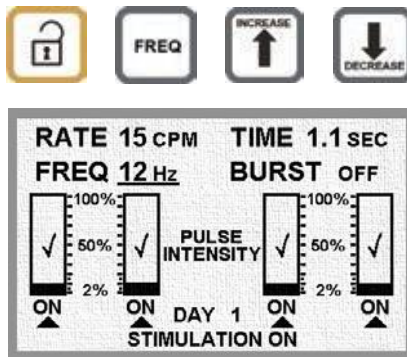 FREQ
INCREASE
DECREASE
RATE 15 CPM TIME 1.1 SEC
FREQ 12 Hz BURST OFF
100% 100%
50% PULSE INTENSITY 50%
2% 2%
ON ON DAY 1 ON ON
STIMULATION ON